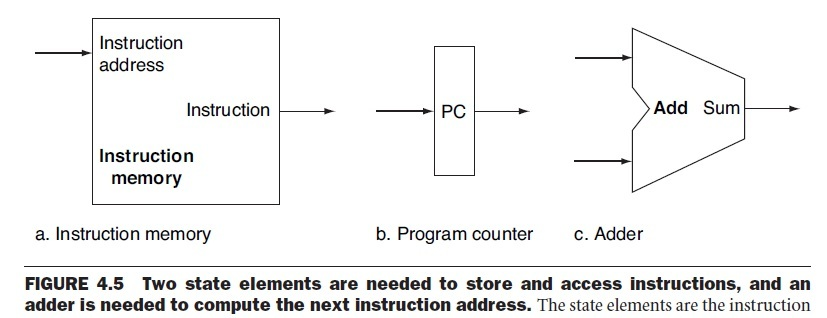 Instruction
address
Instruction
Instruction
memory
PC
Add Sum
a. Instruction memory
b. Program counter
c. Adder
FIGURE 4.5 Two state elements are needed to store and access instructions, and an
adder is needed to compute the next instruction address. The state elements are the instruction